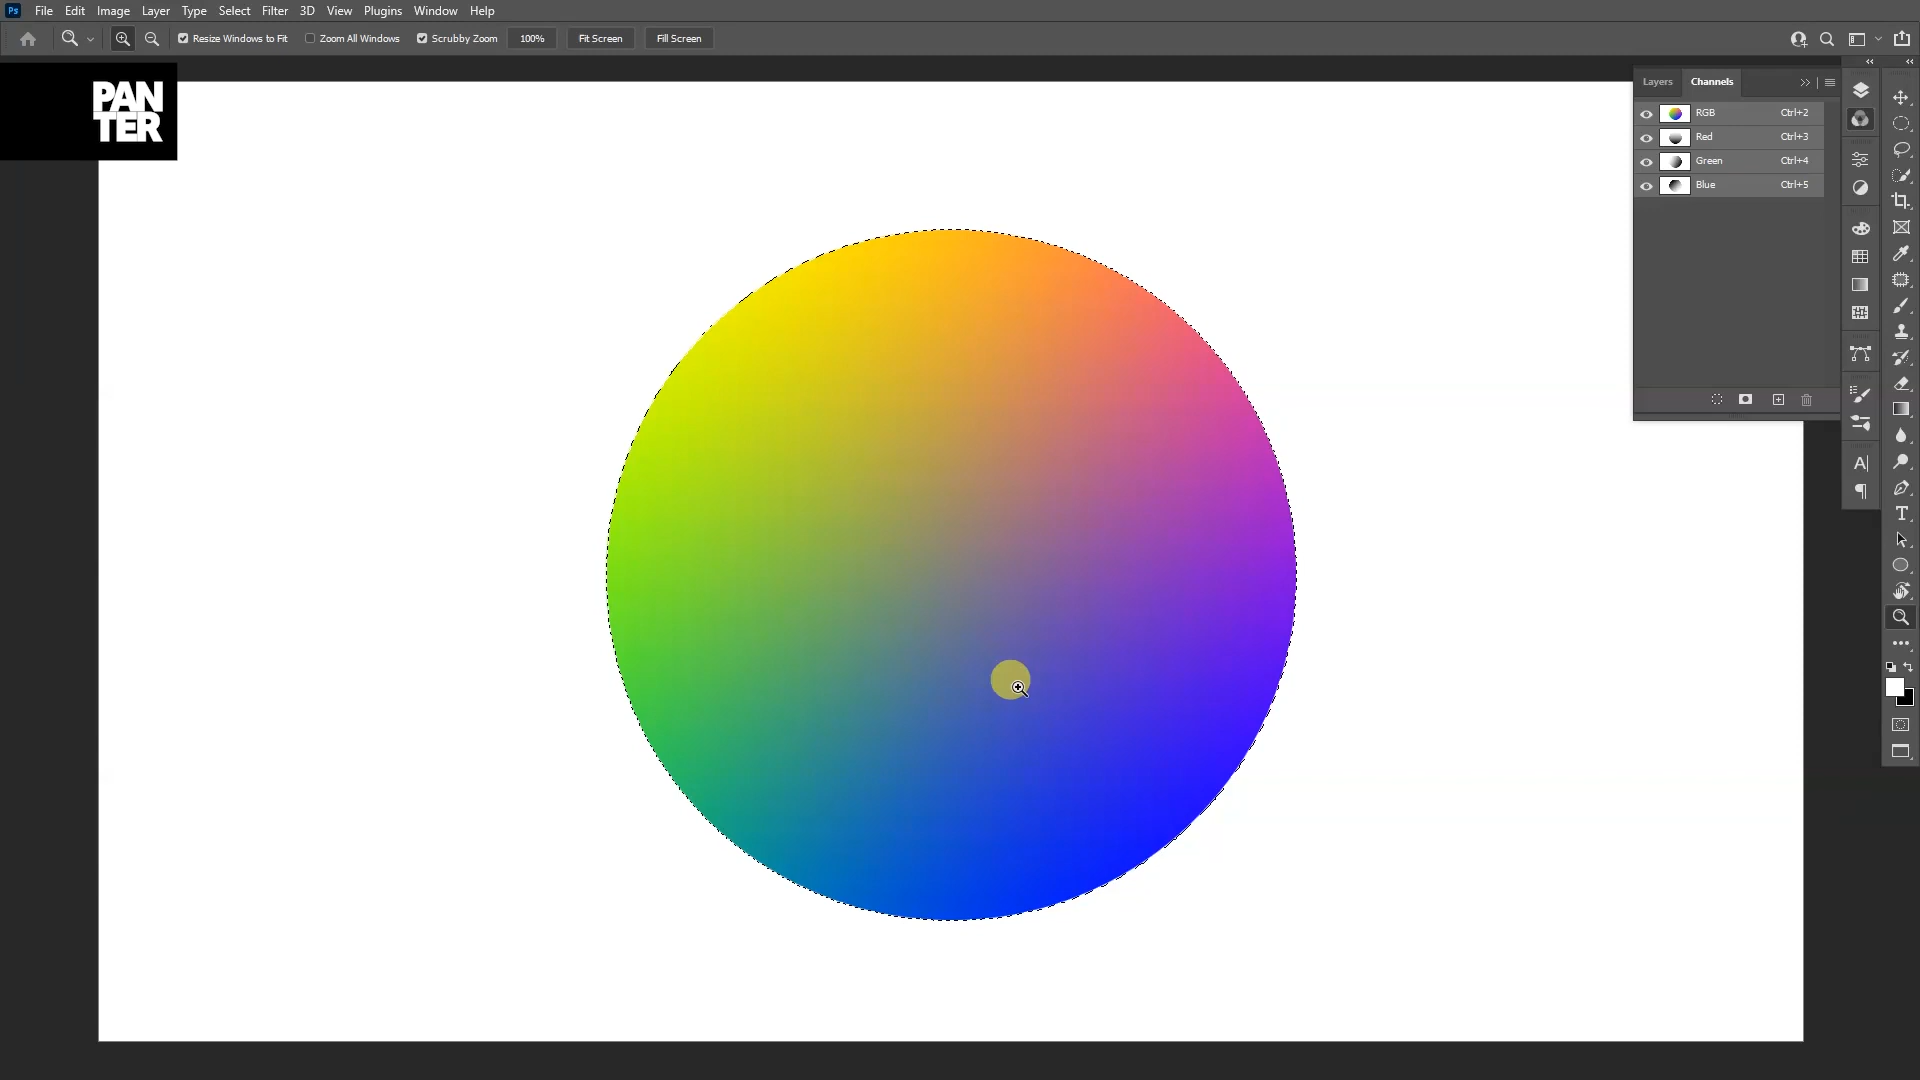 Ps File Edit Image Layer Type Select Filter 3D View Plugins Window Help
Resize Windows to Fit Zoom All Windows Scrubby Zoom 100% Fit Screen Fill Screen
PAN
TER
Layers Channels
RGB Ctrl+2
Red Ctrl+3
Green Ctrl+4
Blue Ctrl+5